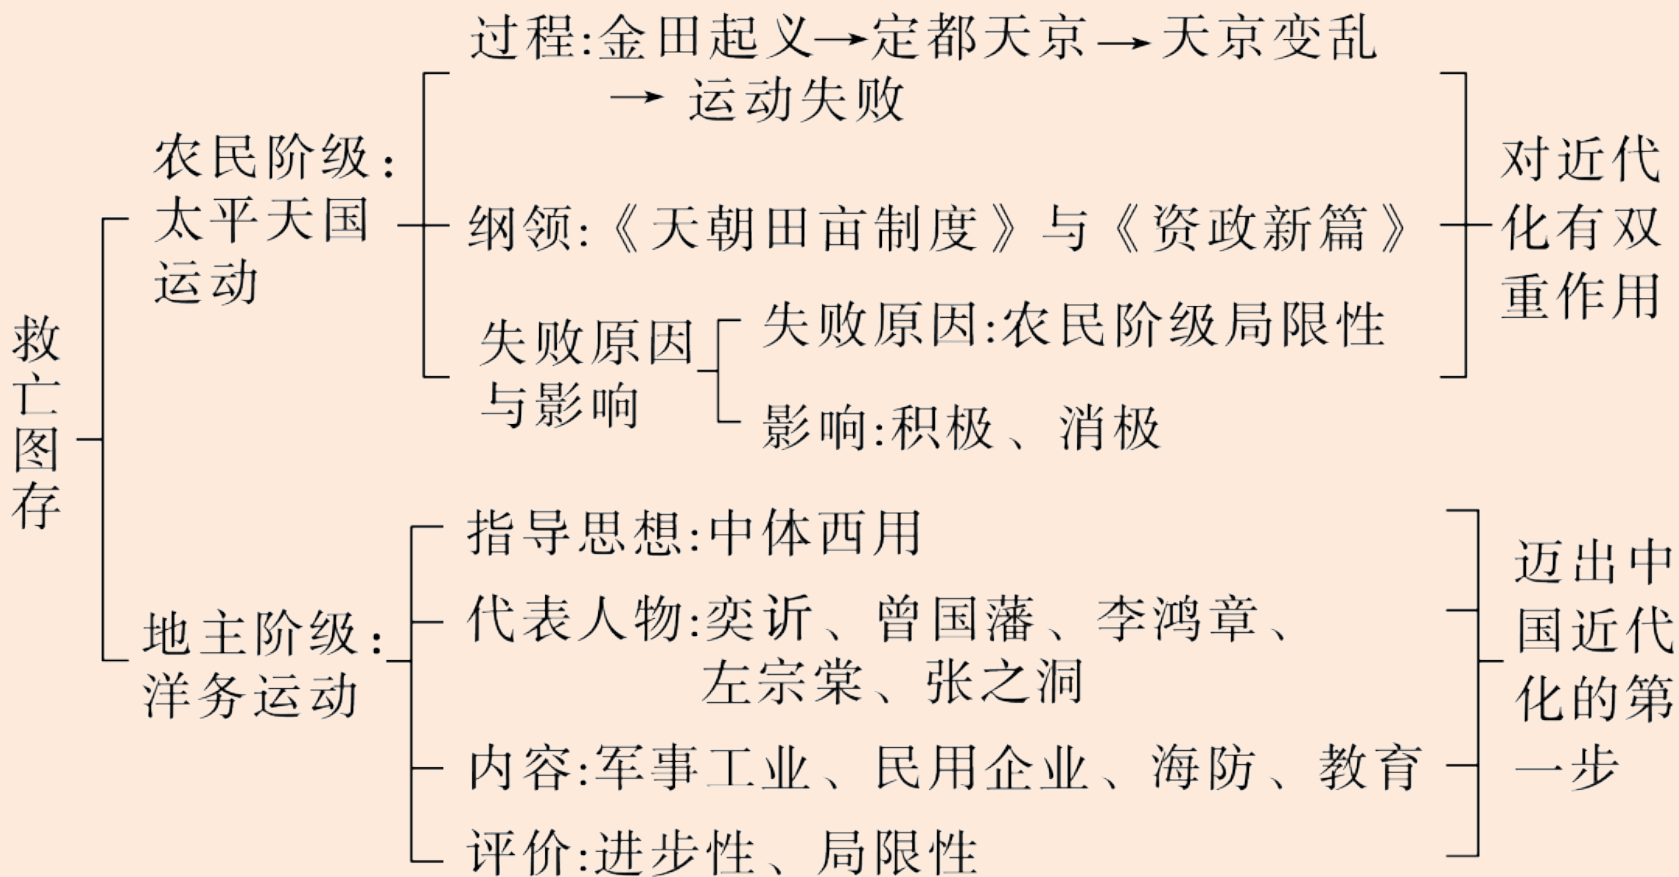 救亡图存
农民阶级：
太平天国
运动
过程:金田起义→定都天京→天京变乱
→运动失败
纲领:《天朝田亩制度》与《资政新篇》
失败原因
与影响
失败原因:农民阶级局限性
影响:积极、消极
对近代
化有双
重作用
地主阶级：
洋务运动
指导思想:中体西用
代表人物:奕䜣、曾国藩、李鸿章、
左宗棠、张之洞
内容:军事工业、民用企业、海防、教育
评价:进步性、局限性
迈出中
国近代
化的第
一步